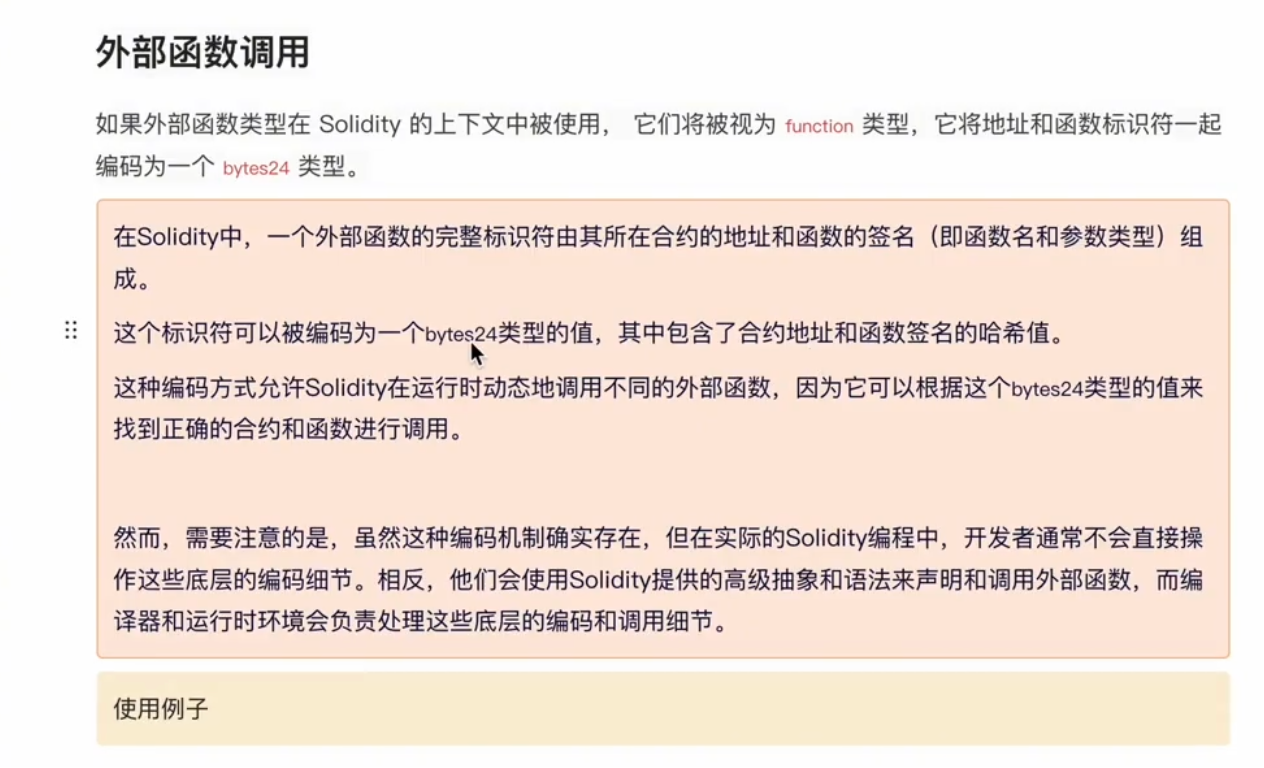 外部函数调用
如果外部函数类型在 Solidity 的上下文中被使用， 它们将被视为 function 类型，它将地址和函数标识符一起
编码为一个 bytes24 类型。
在Solidity中，一个外部函数的完整标识符由其所在合约的地址和函数的签名（即函数名和参数类型）组
成。
这个标识符可以被编码为一个bytes24类型的值，其中包含了合约地址和函数签名的哈希值。
这种编码方式允许Solidity在运行时动态地调用不同的外部函数，因为它可以根据这个bytes24类型的值来
找到正确的合约和函数进行调用。
然而，需要注意的是，虽然这种编码机制确实存在，但在实际的Solidity编程中，开发者通常不会直接操
作这些底层的编码细节。相反，他们会使用Solidity提供的高级抽象和语法来声明和调用外部函数，而编
译器和运行时环境会负责处理这些底层的编码和调用细节。
使用例子